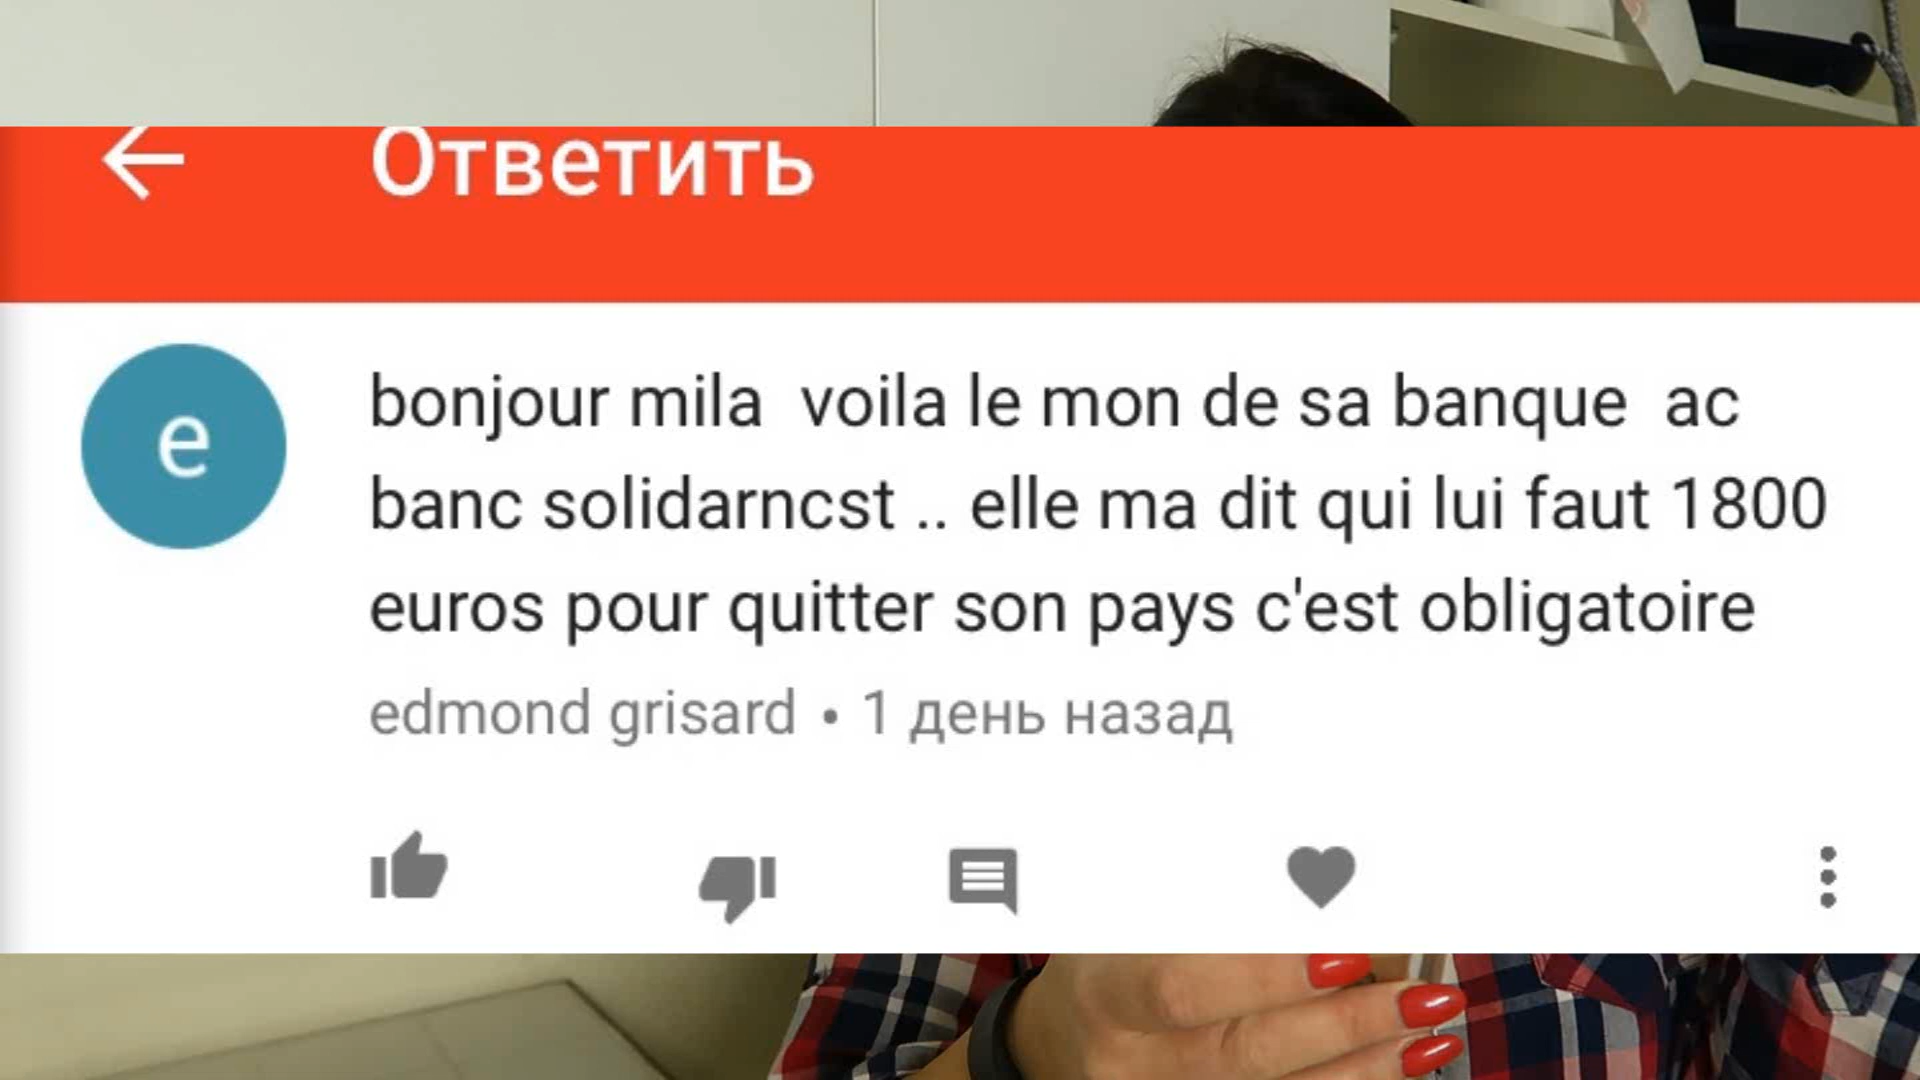 Ответить
e
bonjour mila voila le mon de sa banque ac
banc solidarncst .. elle ma dit qui lui faut 1800
euros pour quitter son pays c'est obligatoire
edmond grisard • 1 день назад